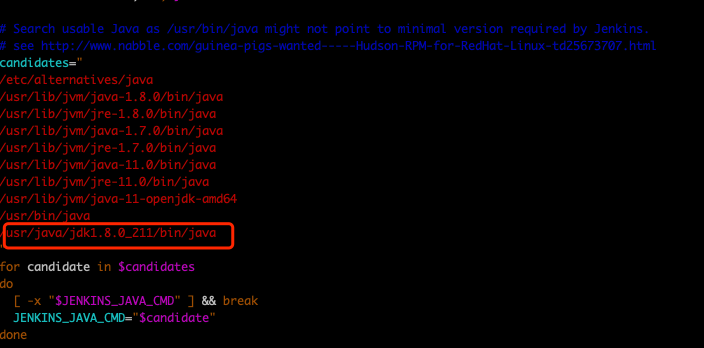 # Search usable Java as /usr/bin/java might not point to minimal version required by Jenkins.
# see http://www.nabble.com/guinea-pigs-wanted-----Hudson-RPM-for-RedHat-Linux-td25673707.html
candidates="
/etc/alternatives/java
/usr/lib/jvm/java-1.8.0/bin/java
/usr/lib/jvm/jre-1.8.0/bin/java
/usr/lib/jvm/java-1.7.0/bin/java
/usr/lib/jvm/jre-1.7.0/bin/java
/usr/lib/jvm/java-11.0/bin/java
/usr/lib/jvm/jre-11.0/bin/java
/usr/lib/jvm/java-11-openjdk-amd64
/usr/bin/java
/usr/java/jdk1.8.0_211/bin/java
"
for candidate in $candidates
do
  [ -x "$JENKINS_JAVA_CMD" ] && break
  JENKINS_JAVA_CMD="$candidate"
done